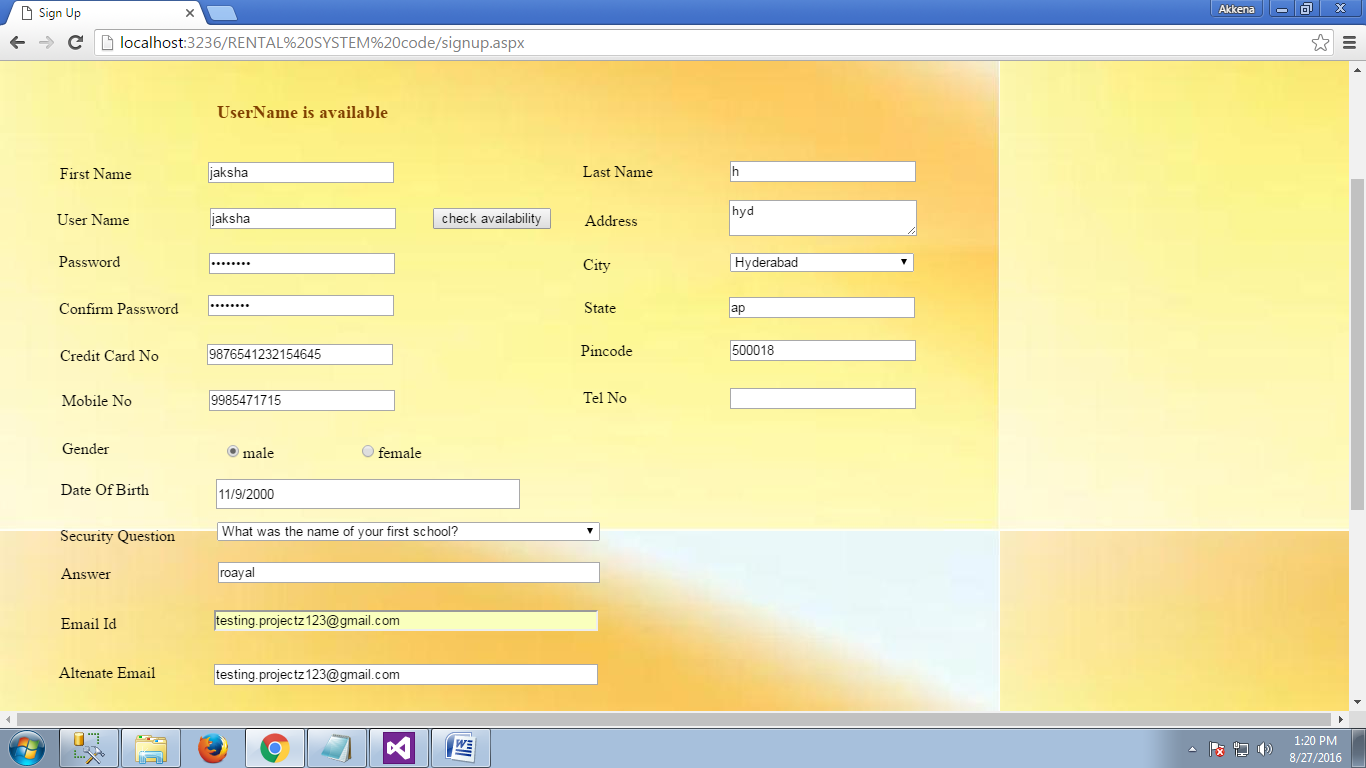 Sign Up
Akkena
localhost:3236/RENTAL%20SYSTEM%20code/signup.aspx
UserName is available
First Name jaksha Last Name h
User Name jaksha check availability Address hyd
Password •••••••• City Hyderabad
Confirm Password •••••••• State ap
Credit Card No 9876541232154645 Pincode 500018
Mobile No 9985471715 Tel No
Gender male female
Date Of Birth 11/9/2000
Security Question What was the name of your first school?
Answer roayal
Email Id testing.projectz123@gmail.com
Altenate Email testing.projectz123@gmail.com
1:20 PM
8/27/2016